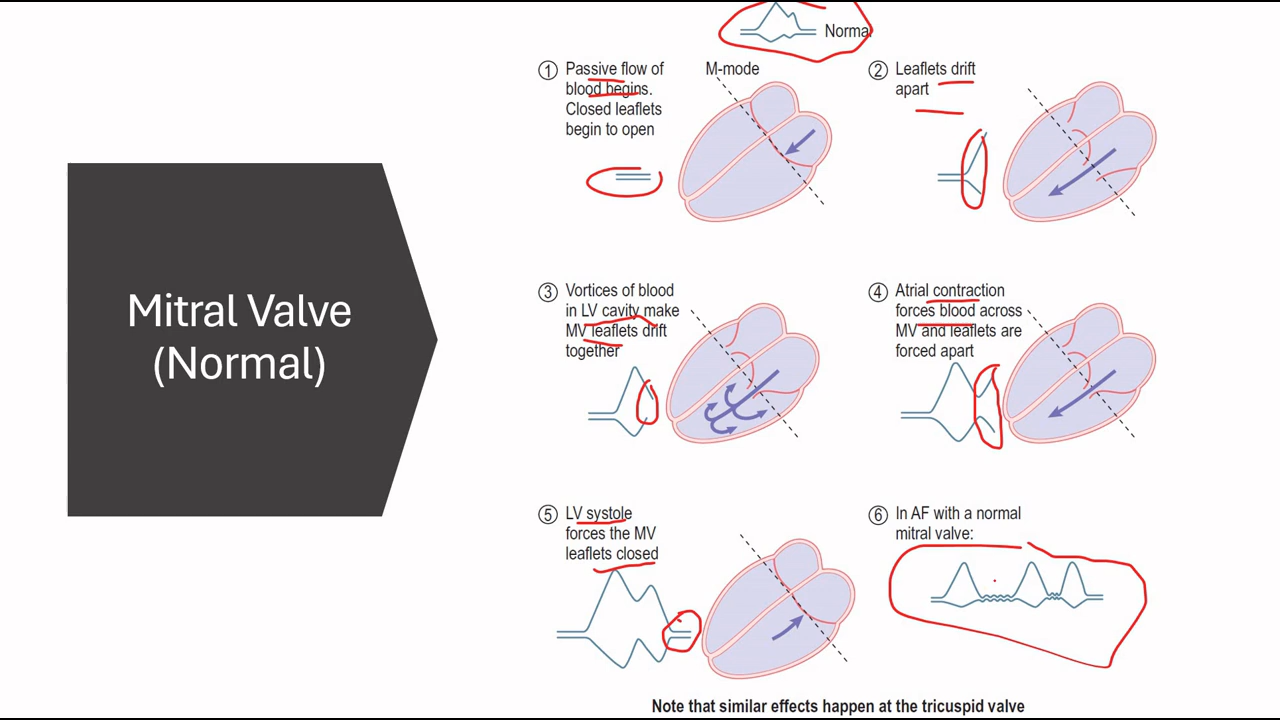 Normal
① Passive flow of
blood begins.
Closed leaflets
begin to open
M-mode
② Leaflets drift
apart
Mitral Valve
(Normal)
③ Vortices of blood
in LV cavity make
MV leaflets drift
together
④ Atrial contraction
forces blood across
MV and leaflets are
forced apart
⑤ LV systole
forces the MV
leaflets closed
⑥ In AF with a normal
mitral valve:
Note that similar effects happen at the tricuspid valve